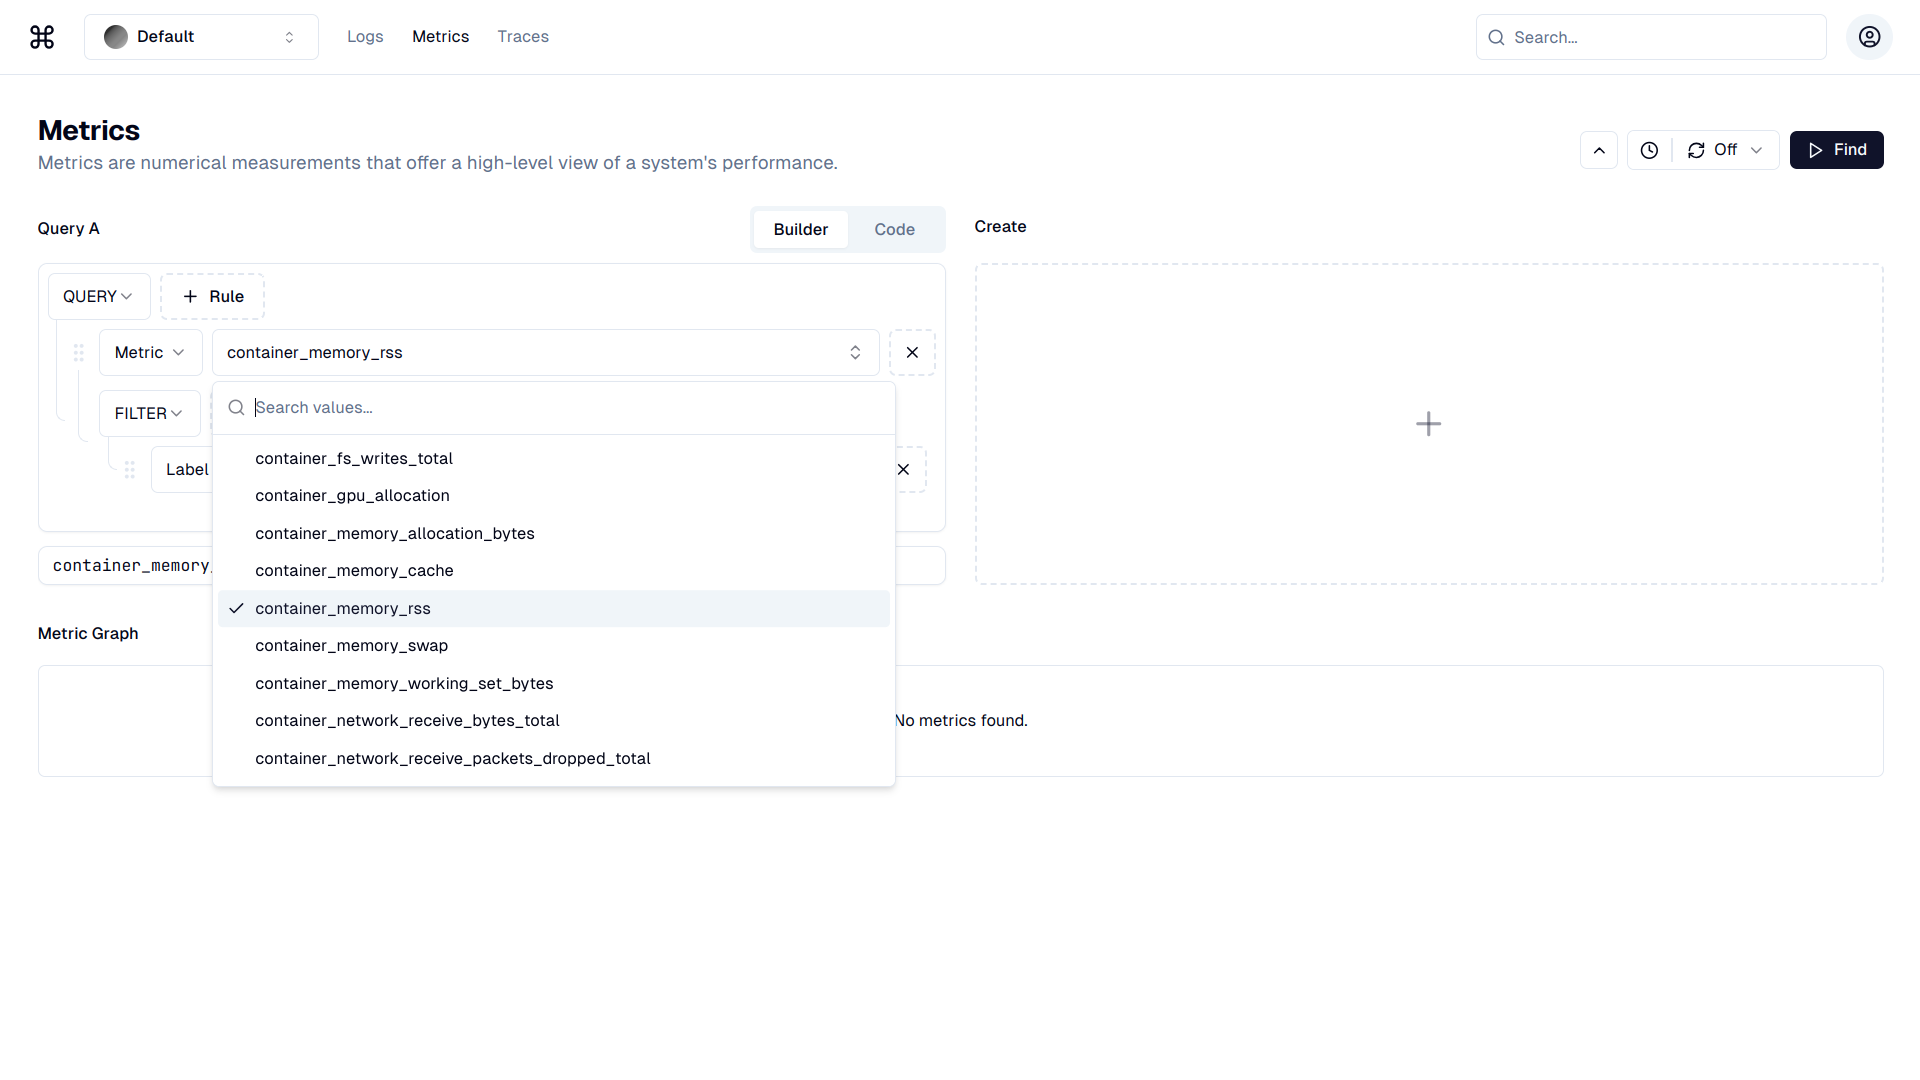 Default
Logs
Metrics
Traces
Search...
Metrics
Metrics are numerical measurements that offer a high-level view of a system's performance.
Off
Find
Query A
Builder
Code
Create
QUERY
Rule
Metric
container_memory_rss
Search values...
FILTER
Label
container_fs_writes_total
container_gpu_allocation
container_memory_allocation_bytes
container_memory_cache
container_memory_rss
container_memory_swap
container_memory_working_set_bytes
container_network_receive_bytes_total
container_network_receive_packets_dropped_total
container_memory_
Metric Graph
No metrics found.